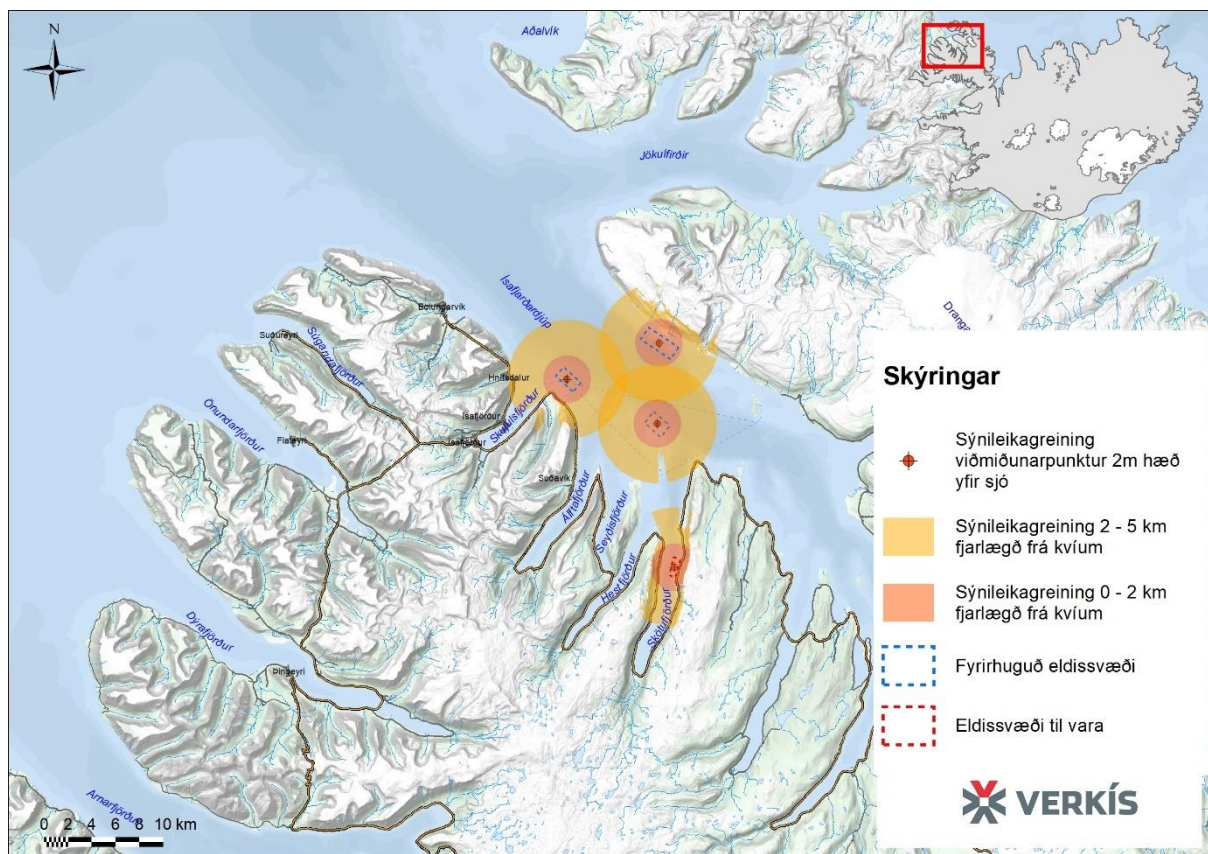 N
Aðalvík
Jökulfirðir
Ísafjarðardjúp
Bolungarvík
Suðureyri
Súgandafjörður
Hnífsdalur
Önundarfjörður
Ísafjörður
Skutulsfjörður
Flateyri
Ísafjörður
Súðavík
Álftafjörður
Seyðisfjörður
Hestfjörður
Skötufjörður
Dýrafjörður
Þingeyri
Arnarfjörður
Dranga
0 2 4 6 8 10 km
Skýringar
Sýnileikagreining
viðmiðunarpunktur 2m hæð
yfir sjó
Sýnileikagreining 2 - 5 km
fjarlægð frá kvíum
Sýnileikagreining 0 - 2 km
fjarlægð frá kvíum
Fyrirhuguð eldissvæði
Eldissvæði til vara
VERKÍS